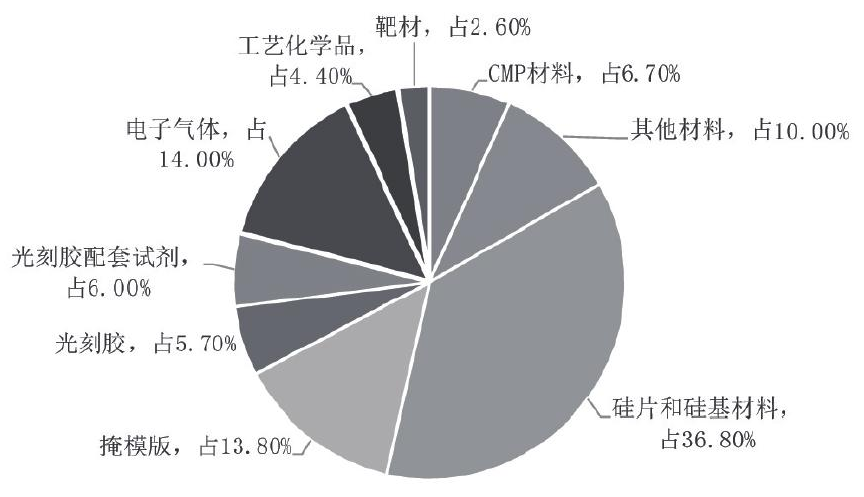 靶材，占2.60%
工艺化学品，
占4.40%
CMP材料，占6.70%
电子气体，占
14.00%
其他材料，占10.00%
光刻胶配套试剂，
占6.00%
光刻胶，占5.70%
硅片和硅基材料，
占36.80%
掩模版，占13.80%